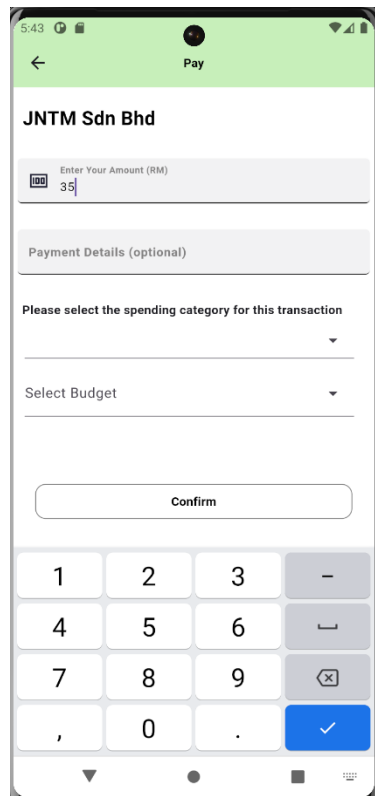 5:43
Pay
JNTM Sdn Bhd
Enter Your Amount (RM)
35
Payment Details (optional)
Please select the spending category for this transaction
Select Budget
Confirm
1 2 3 –
4 5 6
7 8 9
, 0 .